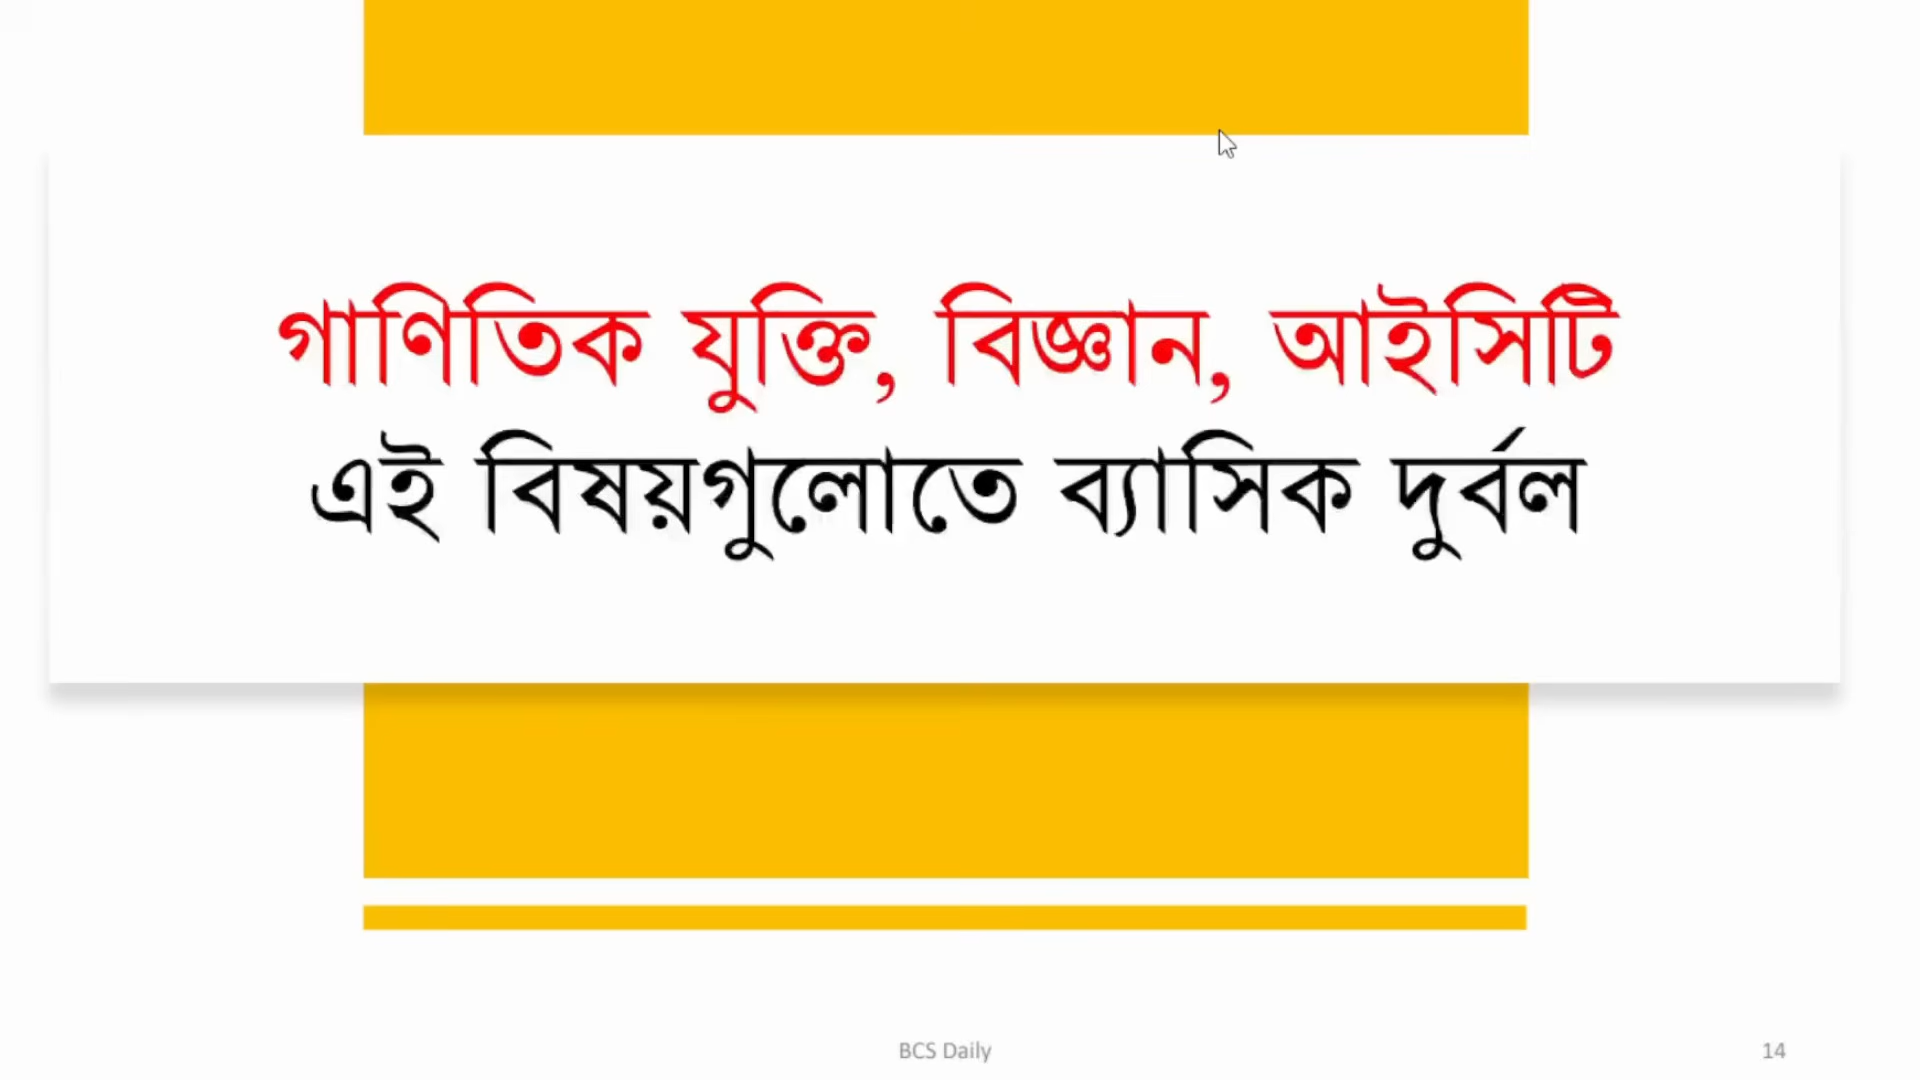 গাণিতিক যুক্তি, বিজ্ঞান, আইসিটি
এই বিষয়গুলোতে ব্যাসিক দুর্বল
BCS Daily
14